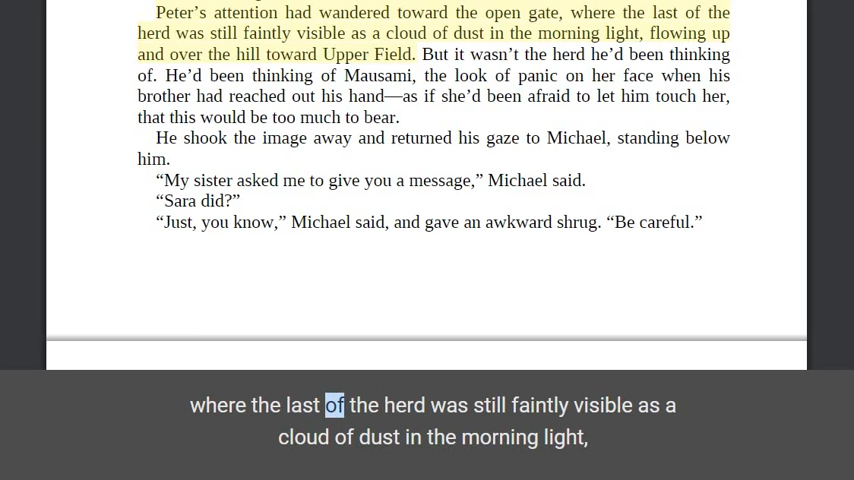 Peter’s attention had wandered toward the open gate, where the last of the
herd was still faintly visible as a cloud of dust in the morning light, flowing up
and over the hill toward Upper Field. But it wasn’t the herd he’d been thinking
of. He’d been thinking of Mausami, the look of panic on her face when his
brother had reached out his hand—as if she’d been afraid to let him touch her,
that this would be too much to bear.
He shook the image away and returned his gaze to Michael, standing below
him.
“My sister asked me to give you a message,” Michael said.
“Sara did?”
“Just, you know,” Michael said, and gave an awkward shrug. “Be careful.”
where the last of the herd was still faintly visible as a
cloud of dust in the morning light,